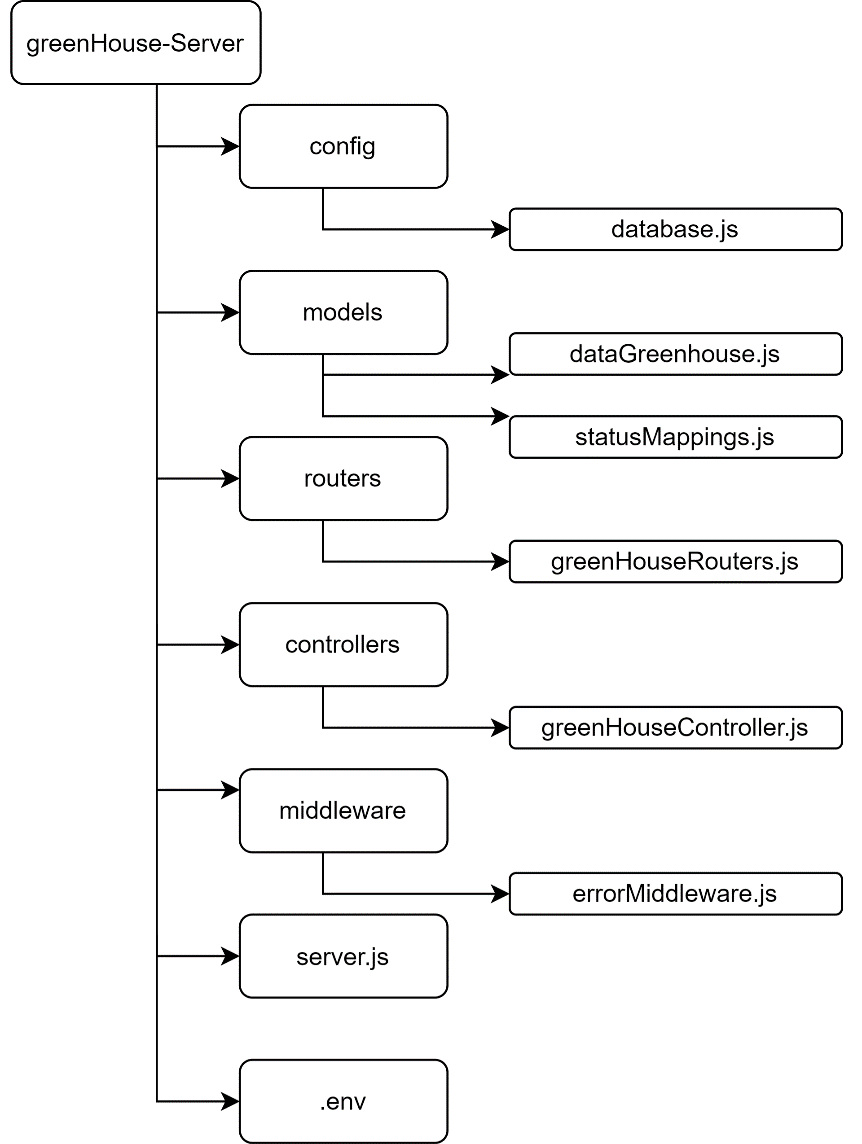 greenHouse-Server
config
database.js
models
dataGreenhouse.js
statusMappings.js
routers
greenHouseRouters.js
controllers
greenHouseController.js
middleware
errorMiddleware.js
server.js
.env